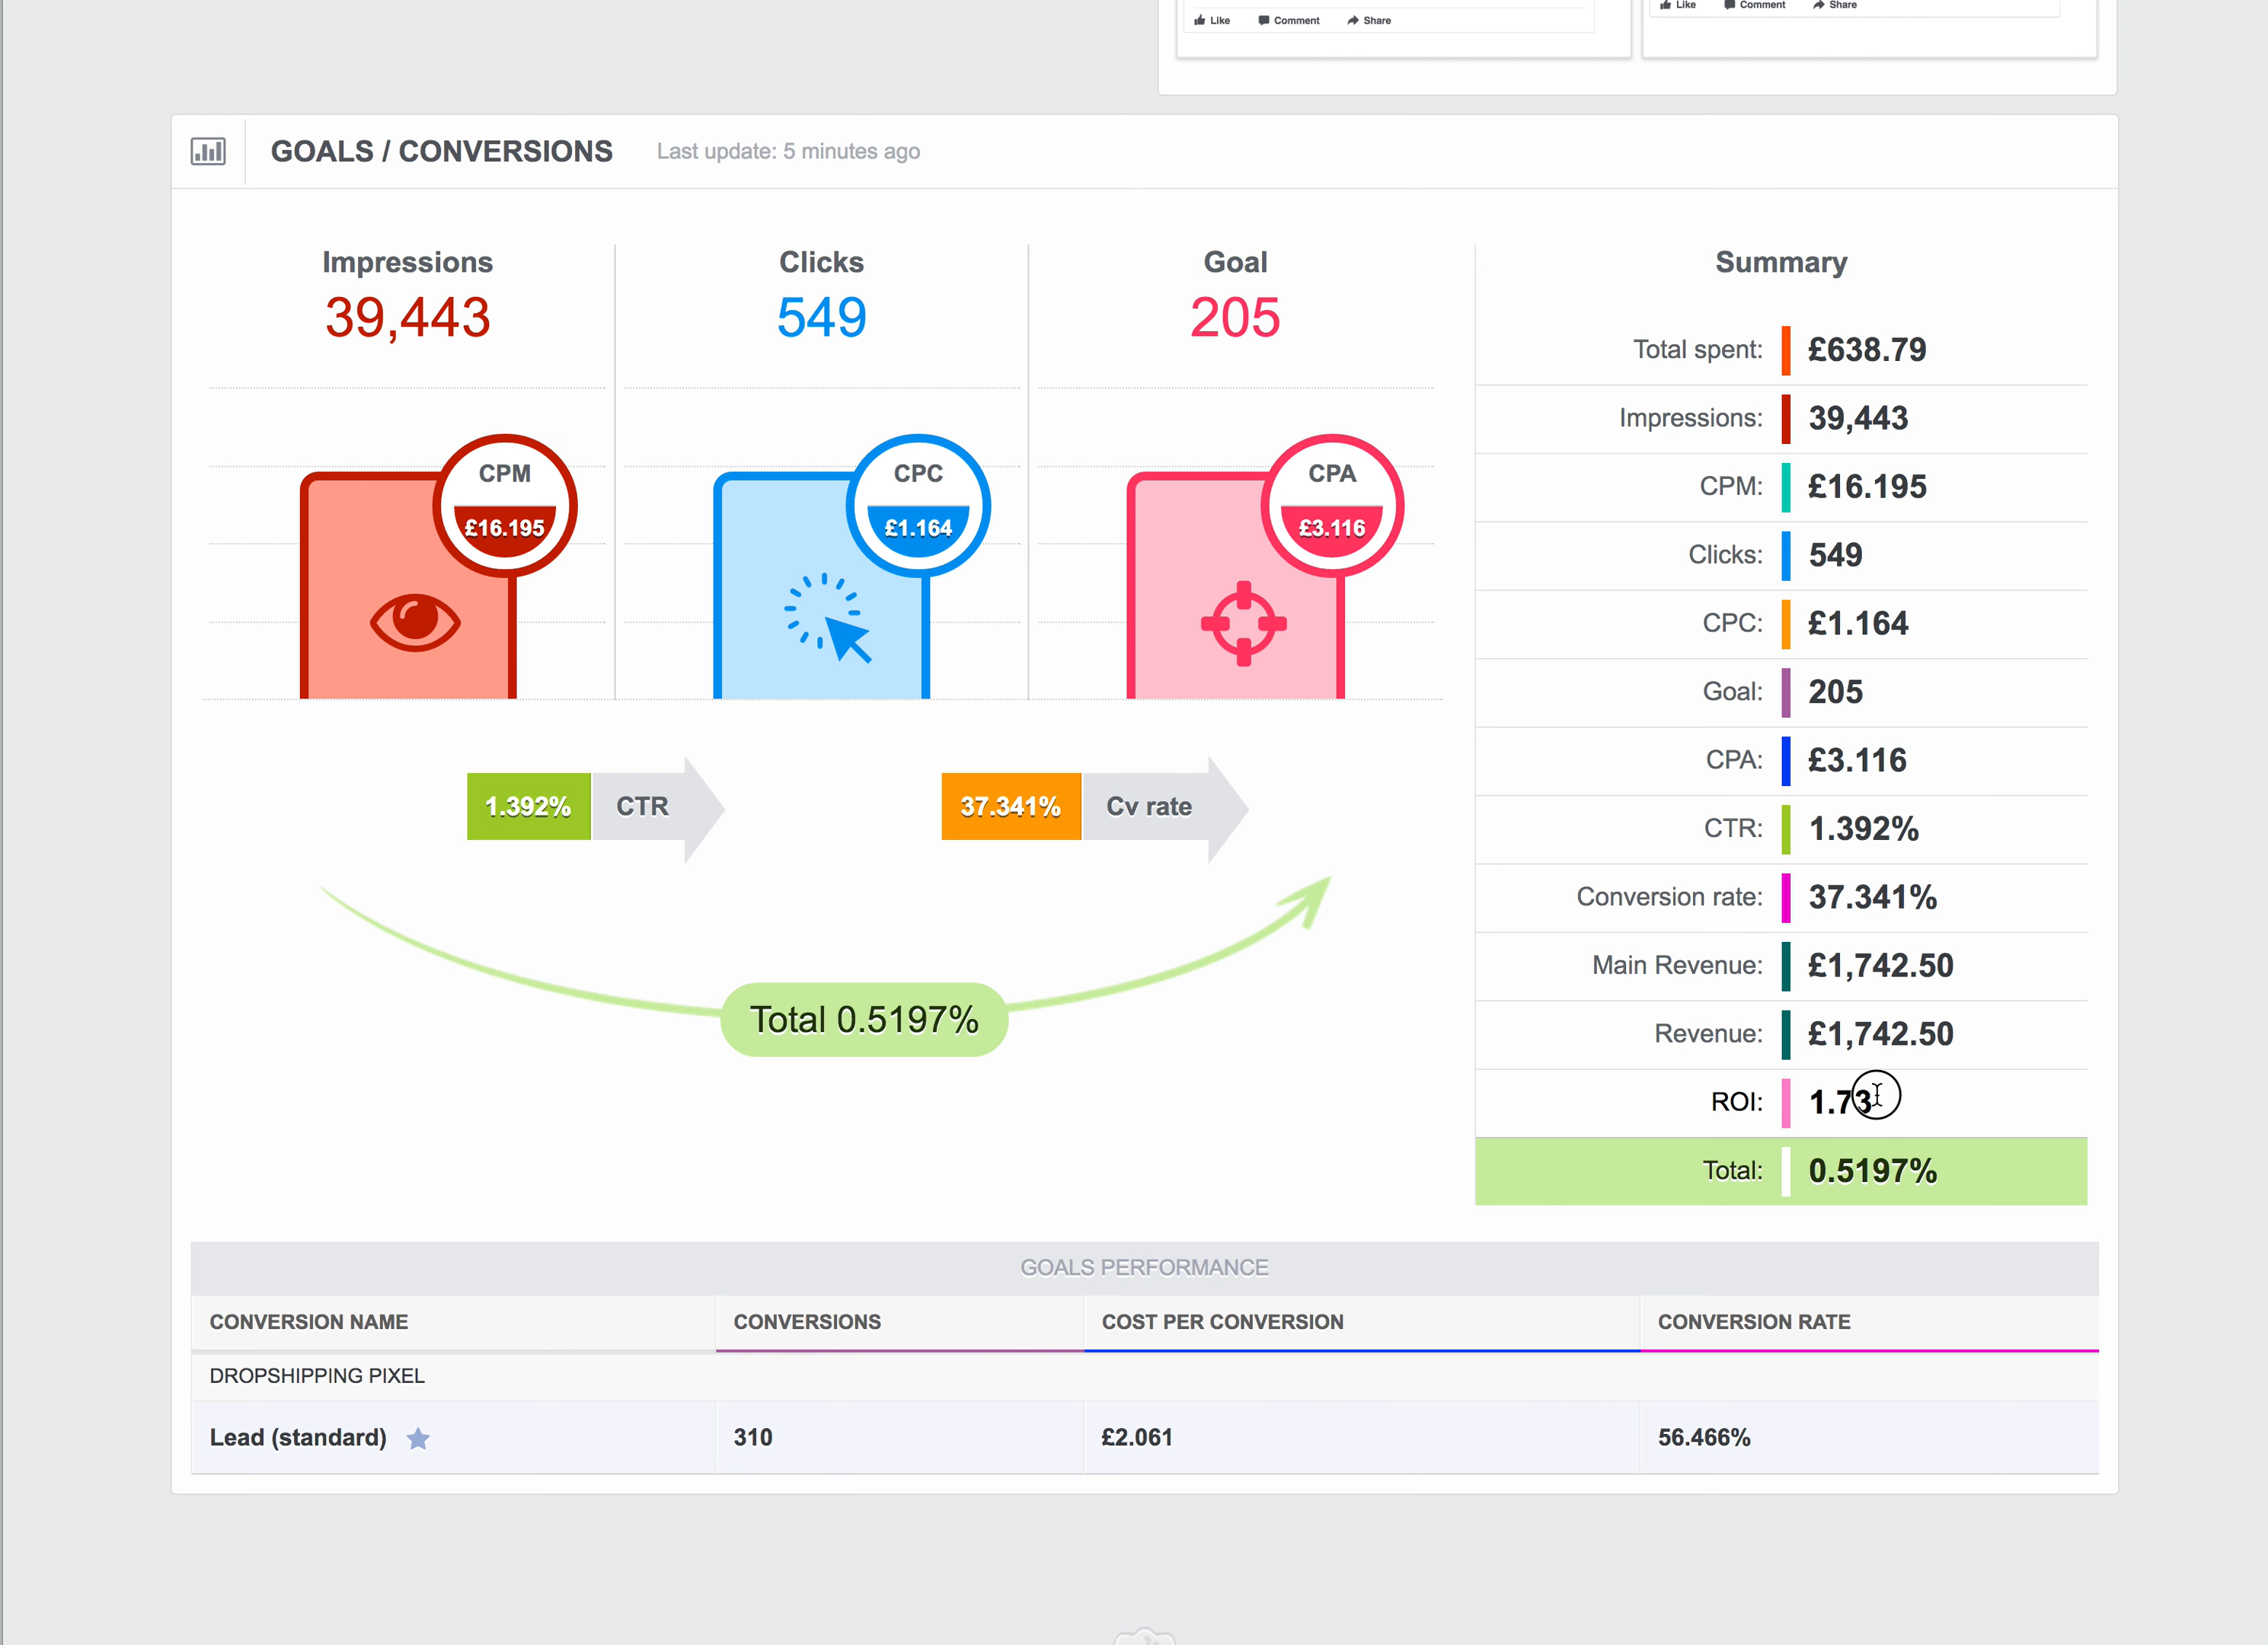 Like Comment Share
Like Comment Share
GOALS / CONVERSIONS Last update: 5 minutes ago
Impressions
39,443
Clicks
549
Goal
205
CPM
£16.195
CPC
£1.164
CPA
£3.116
1.392% CTR
37.341% Cv rate
Total 0.5197%
Summary
Total spent: £638.79
Impressions: 39,443
CPM: £16.195
Clicks: 549
CPC: £1.164
Goal: 205
CPA: £3.116
CTR: 1.392%
Conversion rate: 37.341%
Main Revenue: £1,742.50
Revenue: £1,742.50
ROI: 1.73
Total: 0.5197%
GOALS PERFORMANCE
CONVERSION NAME CONVERSIONS COST PER CONVERSION CONVERSION RATE
DROPSHIPPING PIXEL
Lead (standard) 310 £2.061 56.466%